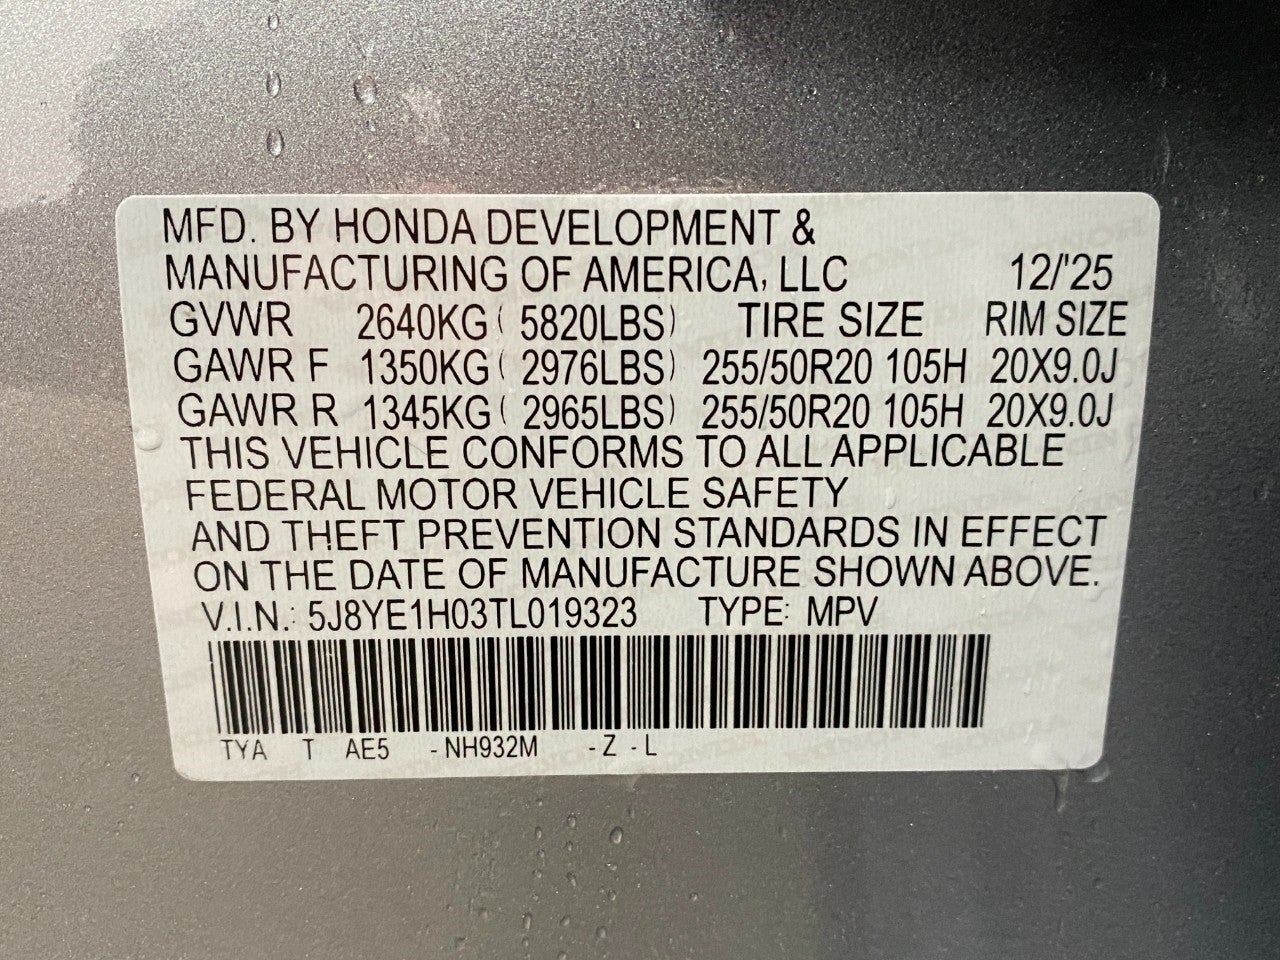 MFD. BY HONDA DEVELOPMENT &
MANUFACTURING OF AMERICA, LLC 12/'25
GVWR 2640KG ( 5820LBS) TIRE SIZE RIM SIZE
GAWR F 1350KG ( 2976LBS) 255/50R20 105H 20X9.0J
GAWR R 1345KG ( 2965LBS) 255/50R20 105H 20X9.0J
THIS VEHICLE CONFORMS TO ALL APPLICABLE
FEDERAL MOTOR VEHICLE SAFETY
AND THEFT PREVENTION STANDARDS IN EFFECT
ON THE DATE OF MANUFACTURE SHOWN ABOVE.
V.I.N.: 5J8YE1H03TL019323 TYPE: MPV
TYA T AE5 -NH932M -Z -L